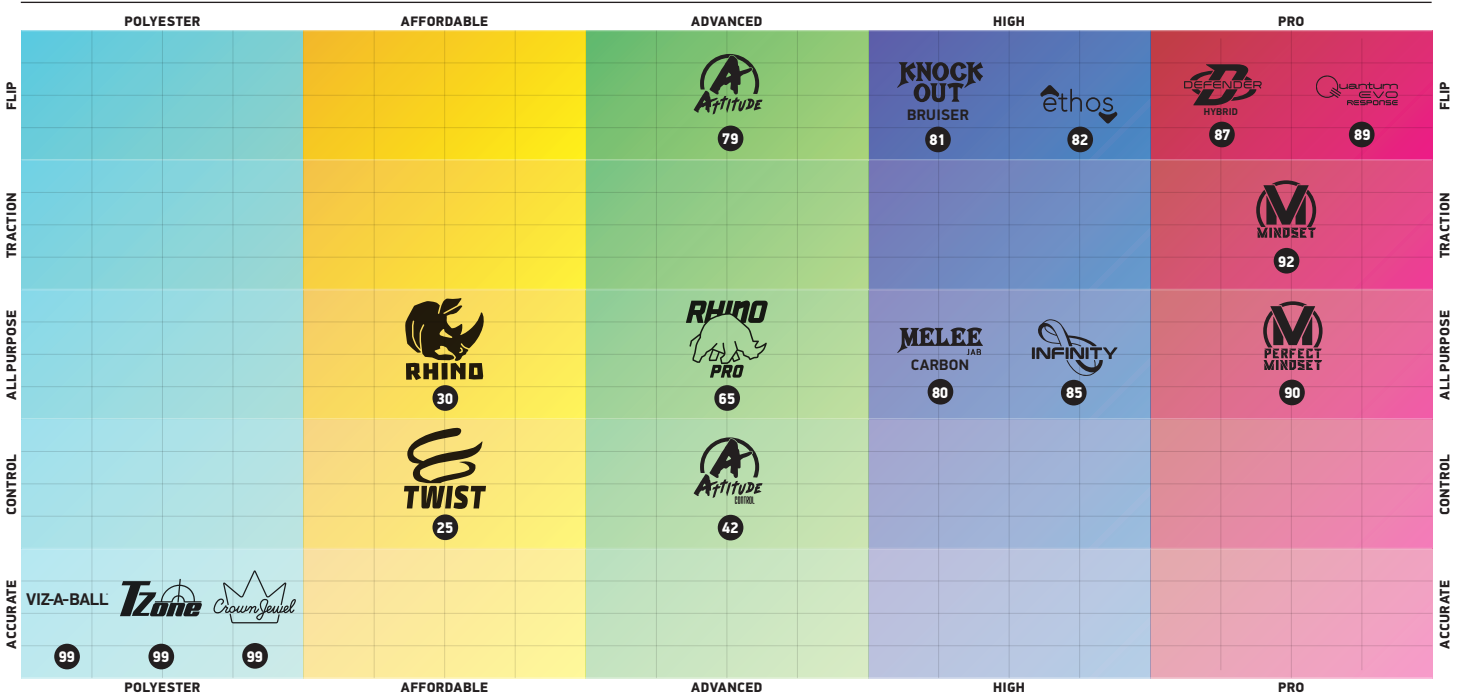 POLYESTER AFFORDABLE ADVANCED HIGH PRO
FLIP
ATTITUDE
79
KNOCK
OUT
BRUISER
81
ethos
82
DEFENDER
HYBRID
87
Quantum
EVO
RESPONSE
89
FLIP
TRACTION
MINDSET
92
TRACTION
ALL PURPOSE
RHINO
30
RHINO
PRO
65
MELEE
JAB
CARBON
80
INFINITY
85
PERFECT
MINDSET
90
ALL PURPOSE
CONTROL
TWIST
25
ATTITUDE
CONTROL
42
CONTROL
ACCURATE
VIZ-A-BALL
99
TZone
99
Crown Jewel
99
ACCURATE
POLYESTER AFFORDABLE ADVANCED HIGH PRO